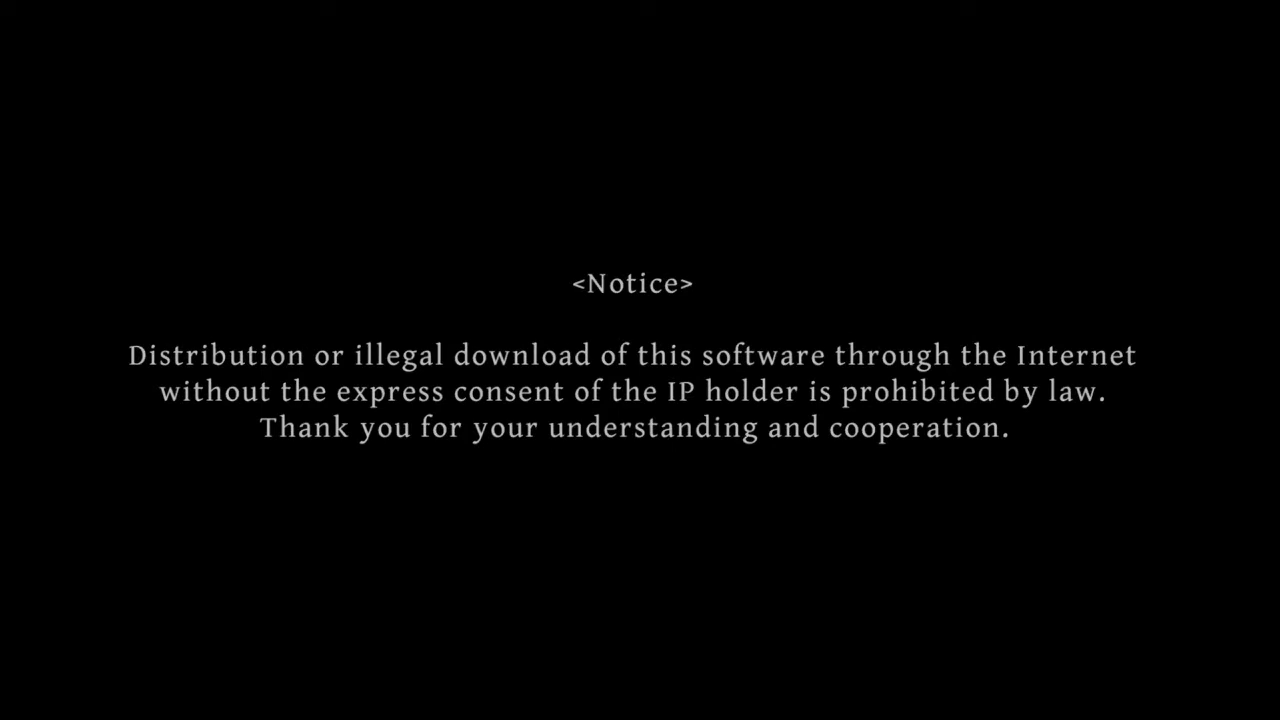 <Notice>
Distribution or illegal download of this software through the Internet
without the express consent of the IP holder is prohibited by law.
Thank you for your understanding and cooperation.